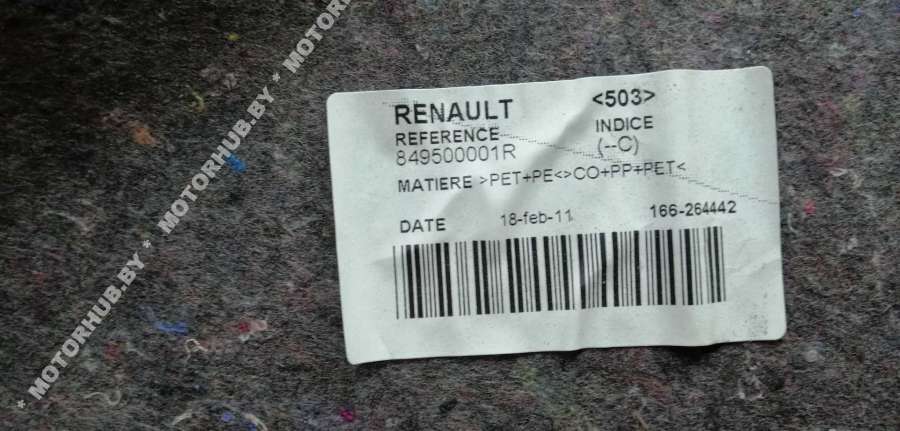 RENAULT <503>
REFERENCE INDICE
849500001R (--C)
MATIERE >PET+PE<>CO+PP+PET<
DATE 18-feb-11 166-264442
* MOTORHUB.BY * MOTORHUB.BY * MOTORHUB.BY